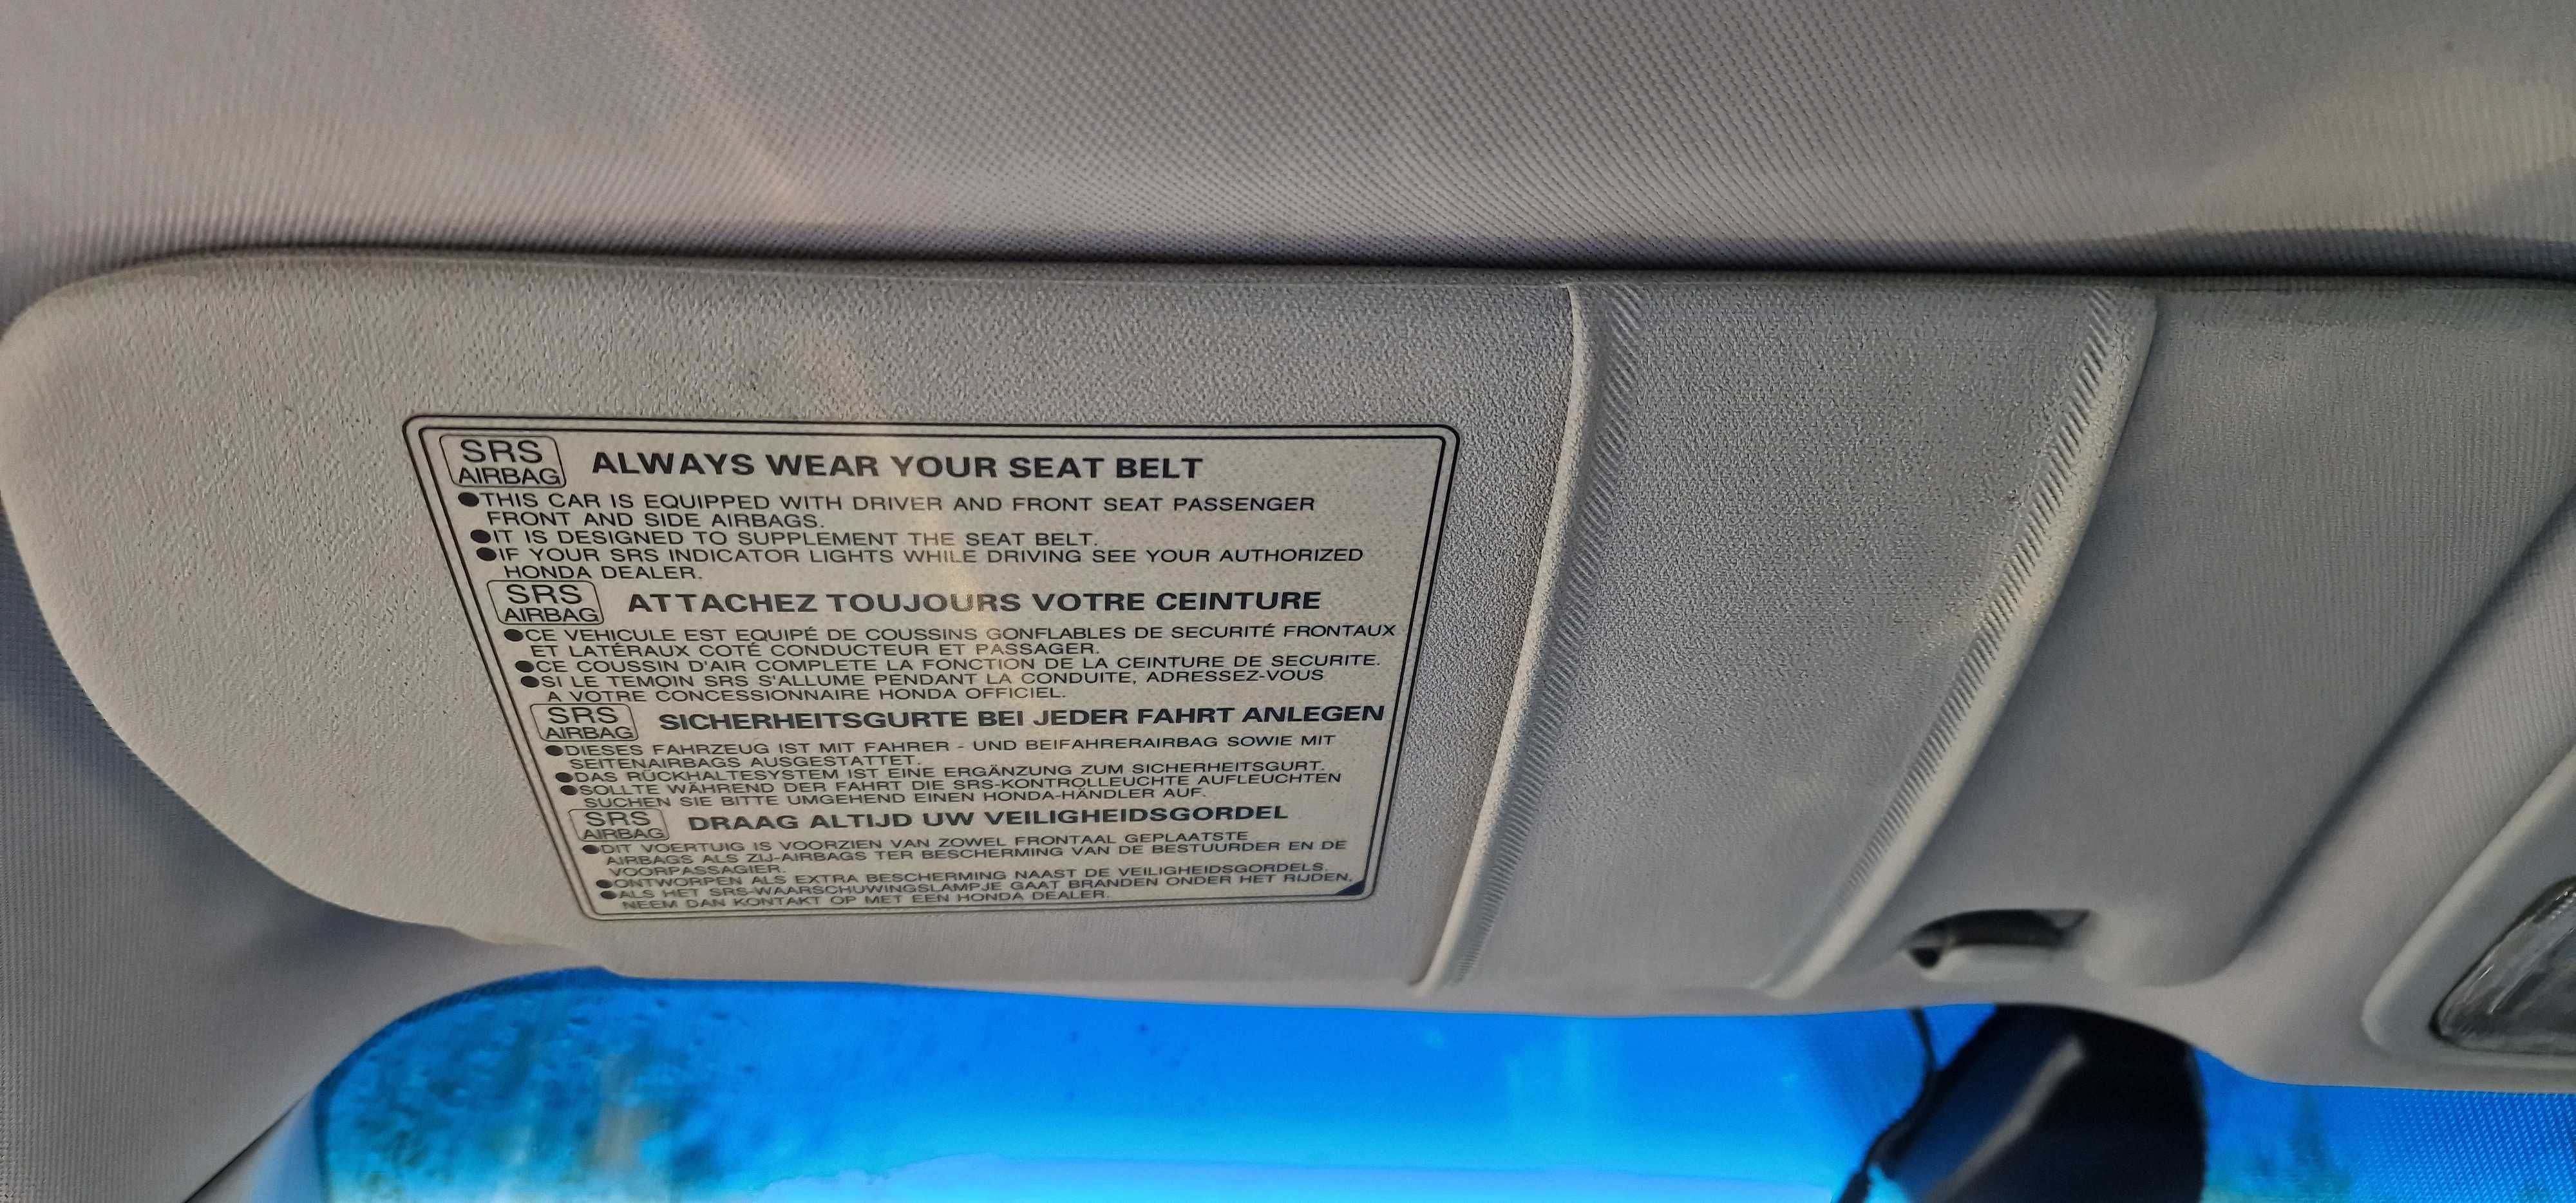 SRS
AIRBAG
ALWAYS WEAR YOUR SEAT BELT
●THIS CAR IS EQUIPPED WITH DRIVER AND FRONT SEAT PASSENGER
FRONT AND SIDE AIRBAGS.
●IT IS DESIGNED TO SUPPLEMENT THE SEAT BELT.
●IF YOUR SRS INDICATOR LIGHTS WHILE DRIVING SEE YOUR AUTHORIZED
HONDA DEALER.
SRS
AIRBAG
ATTACHEZ TOUJOURS VOTRE CEINTURE
●CE VEHICULE EST EQUIPÉ DE COUSSINS GONFLABLES DE SECURITÉ FRONTAUX
ET LATÉRAUX COTÉ CONDUCTEUR ET PASSAGER.
●CE COUSSIN D'AIR COMPLETE LA FONCTION DE LA CEINTURE DE SECURITE.
●SI LE TEMOIN SRS S'ALLUME PENDANT LA CONDUITE, ADRESSEZ-VOUS
A VOTRE CONCESSIONNAIRE HONDA OFFICIEL.
SRS
AIRBAG
SICHERHEITSGURTE BEI JEDER FAHRT ANLEGEN
●DIESES FAHRZEUG IST MIT FAHRER - UND BEIFAHRERAIRBAG SOWIE MIT
SEITENAIRBAGS AUSGESTATTET.
●DAS RÜCKHALTESYSTEM IST EINE ERGÄNZUNG ZUM SICHERHEITSGURT.
●SOLLTE WÄHREND DER FAHRT DIE SRS-KONTROLLEUCHTE AUFLEUCHTEN
SUCHEN SIE BITTE UMGEHEND EINEN HONDA-HÄNDLER AUF.
SRS
AIRBAG
DRAAG ALTIJD UW VEILIGHEIDSGORDEL
●DIT VOERTUIG IS VOORZIEN VAN ZOWEL FRONTAAL GEPLAATSTE
AIRBAGS ALS ZIJ-AIRBAGS TER BESCHERMING VAN DE BESTUURDER EN DE
VOORPASSAGIER.
●ONTWORPEN ALS EXTRA BESCHERMING NAAST DE VEILIGHEIDSGORDELS.
●ALS HET SRS-WAARSCHUWINGSLAMPJE GAAT BRANDEN ONDER HET RIJDEN,
NEEM DAN KONTAKT OP MET EEN HONDA DEALER.